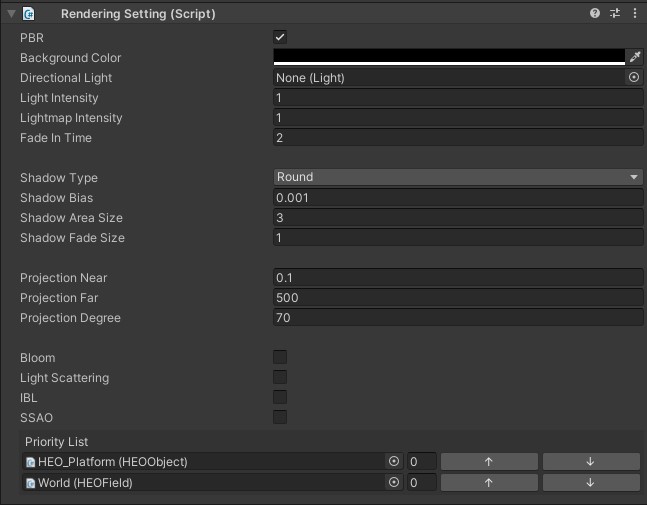 Rendering Setting (Script)
PBR
Background Color
Directional Light None (Light)
Light Intensity 1
Lightmap Intensity 1
Fade In Time 2
Shadow Type Round
Shadow Bias 0.001
Shadow Area Size 3
Shadow Fade Size 1
Projection Near 0.1
Projection Far 500
Projection Degree 70
Bloom
Light Scattering
IBL
SSAO
Priority List
HEO_Platform (HEOObject) 0 ↑ ↓
World (HEOField) 0 ↑ ↓